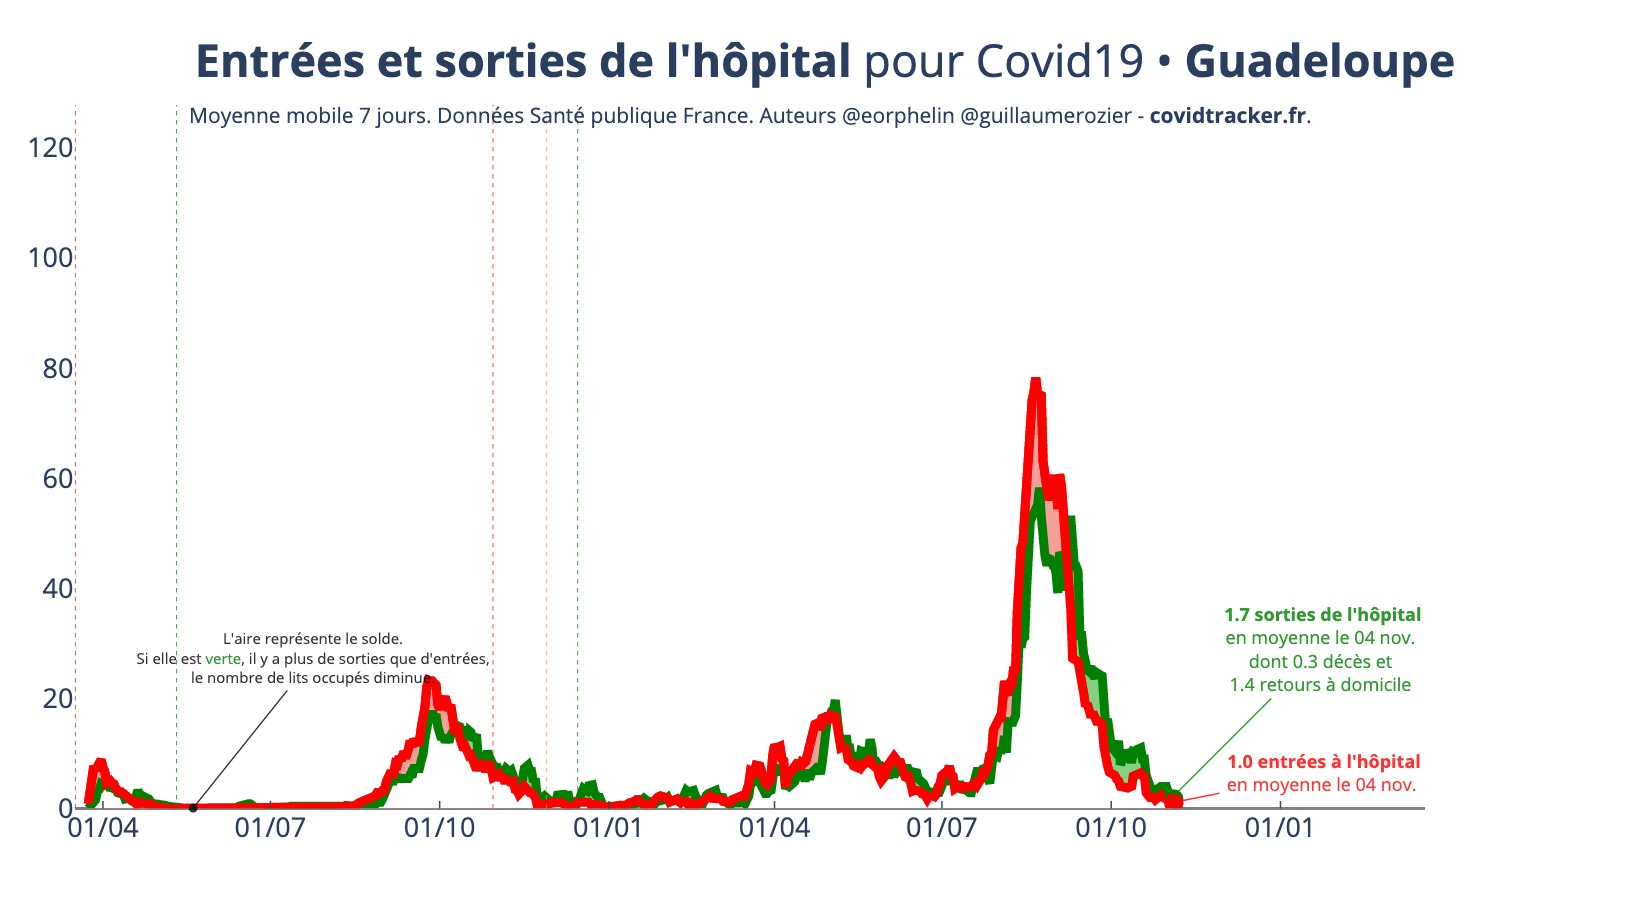 Entrées et sorties de l'hôpital pour Covid19 • Guadeloupe
Moyenne mobile 7 jours. Données Santé publique France. Auteurs @eorphelin @guillaumerozier - covidtracker.fr.
120
100
80
60
40
20
0
L'aire représente le solde.
Si elle est verte, il y a plus de sorties que d'entrées,
le nombre de lits occupés diminue.
1.7 sorties de l'hôpital
en moyenne le 04 nov.
dont 0.3 décès et
1.4 retours à domicile
1.0 entrées à l'hôpital
en moyenne le 04 nov.
01/04 01/07 01/10 01/01 01/04 01/07 01/10 01/01